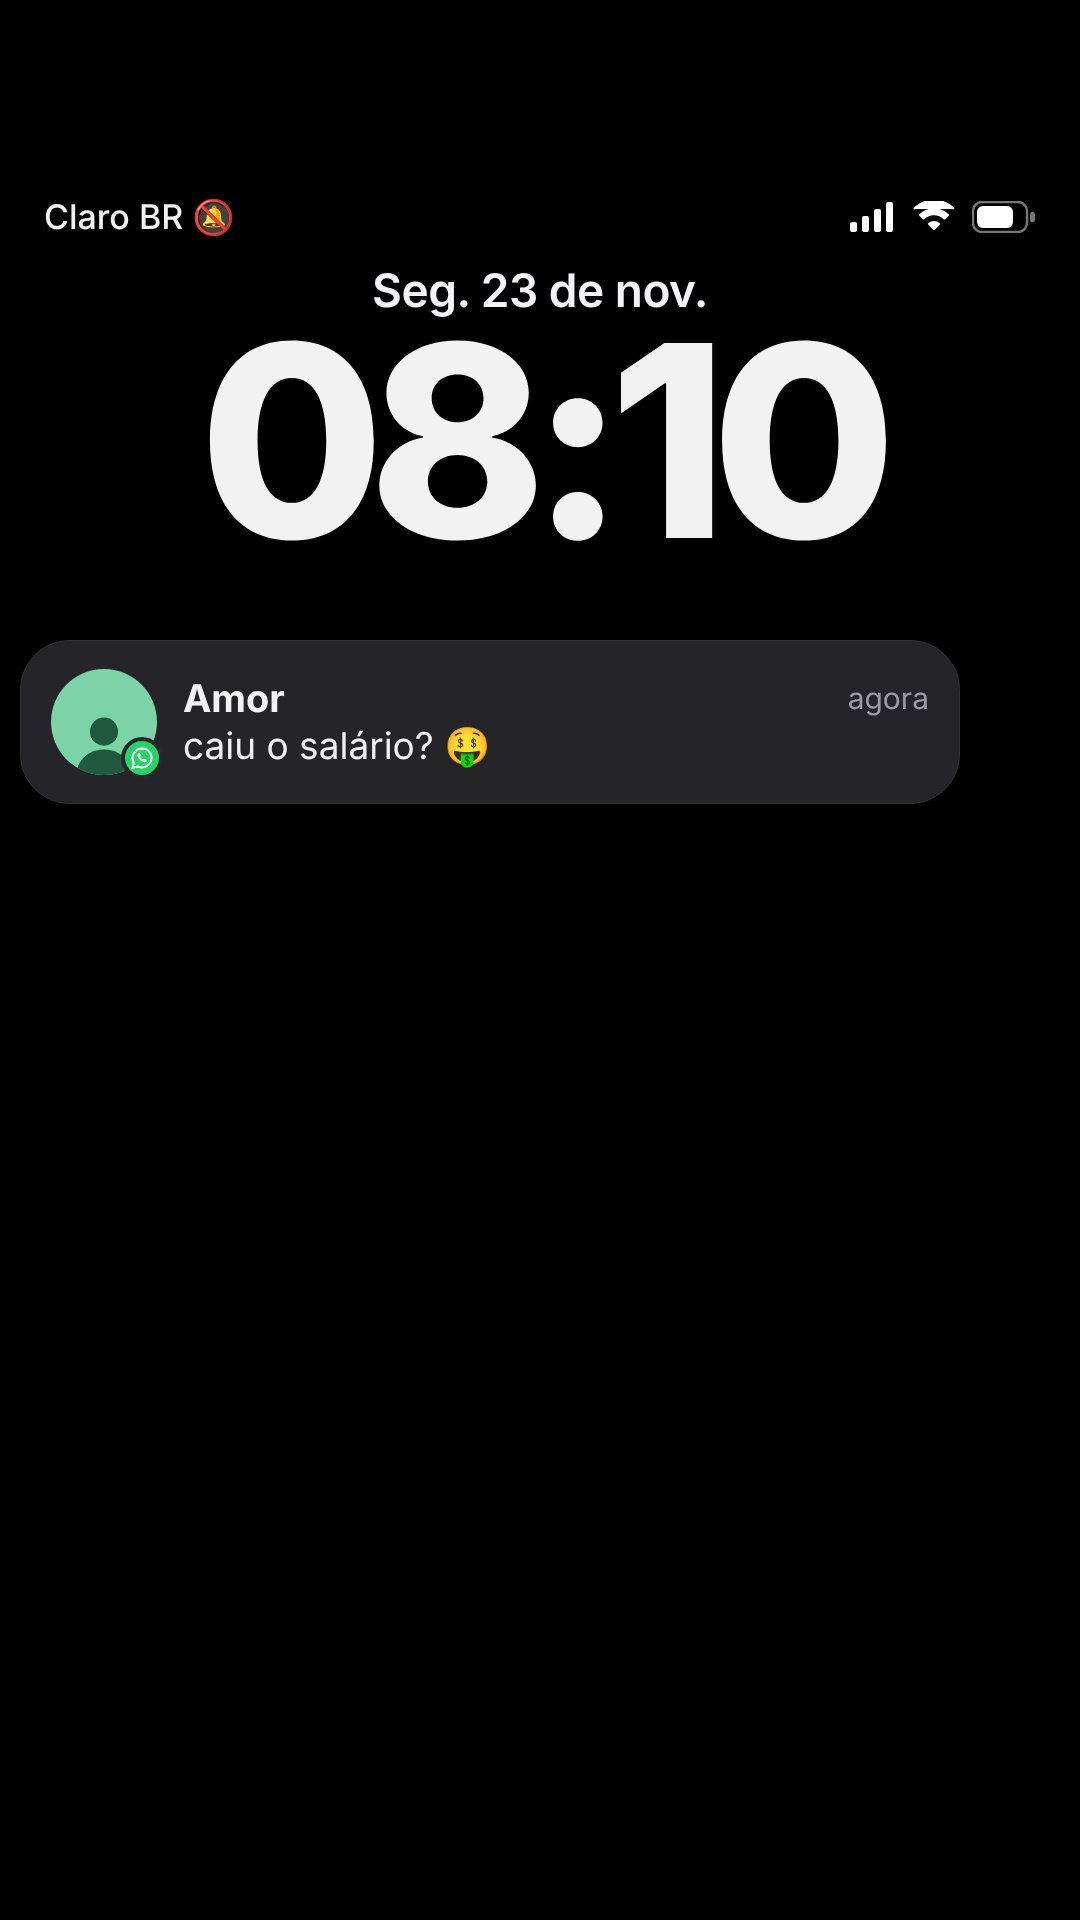 Claro BR 🔕
Seg. 23 de nov.
08:10
Amor
agora
caiu o salário? 🤑